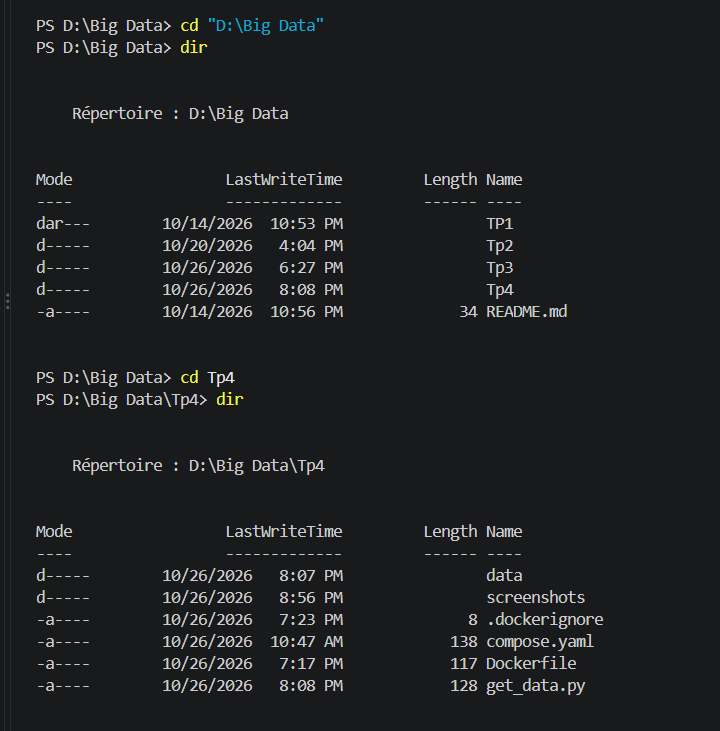 PS D:\Big Data> cd "D:\Big Data"
PS D:\Big Data> dir
Répertoire : D:\Big Data
Mode LastWriteTime Length Name
---- ------------- ------ ----
dar--- 10/14/2026 10:53 PM TP1
d----- 10/20/2026 4:04 PM Tp2
d----- 10/26/2026 6:27 PM Tp3
d----- 10/26/2026 8:08 PM Tp4
-a---- 10/14/2026 10:56 PM 34 README.md
PS D:\Big Data> cd Tp4
PS D:\Big Data\Tp4> dir
Répertoire : D:\Big Data\Tp4
Mode LastWriteTime Length Name
---- ------------- ------ ----
d----- 10/26/2026 8:07 PM data
d----- 10/26/2026 8:56 PM screenshots
-a---- 10/26/2026 7:23 PM 8 .dockerignore
-a---- 10/26/2026 10:47 AM 138 compose.yaml
-a---- 10/26/2026 7:17 PM 117 Dockerfile
-a---- 10/26/2026 8:08 PM 128 get_data.py